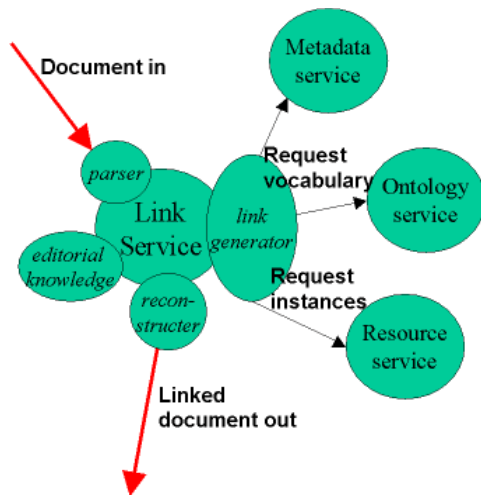 Document in
Metadata
service
parser
Request
vocabulary
Ontology
service
Link
Service
link
generator
editorial
knowledge
recon-
structer
Request
instances
Resource
service
Linked
document out